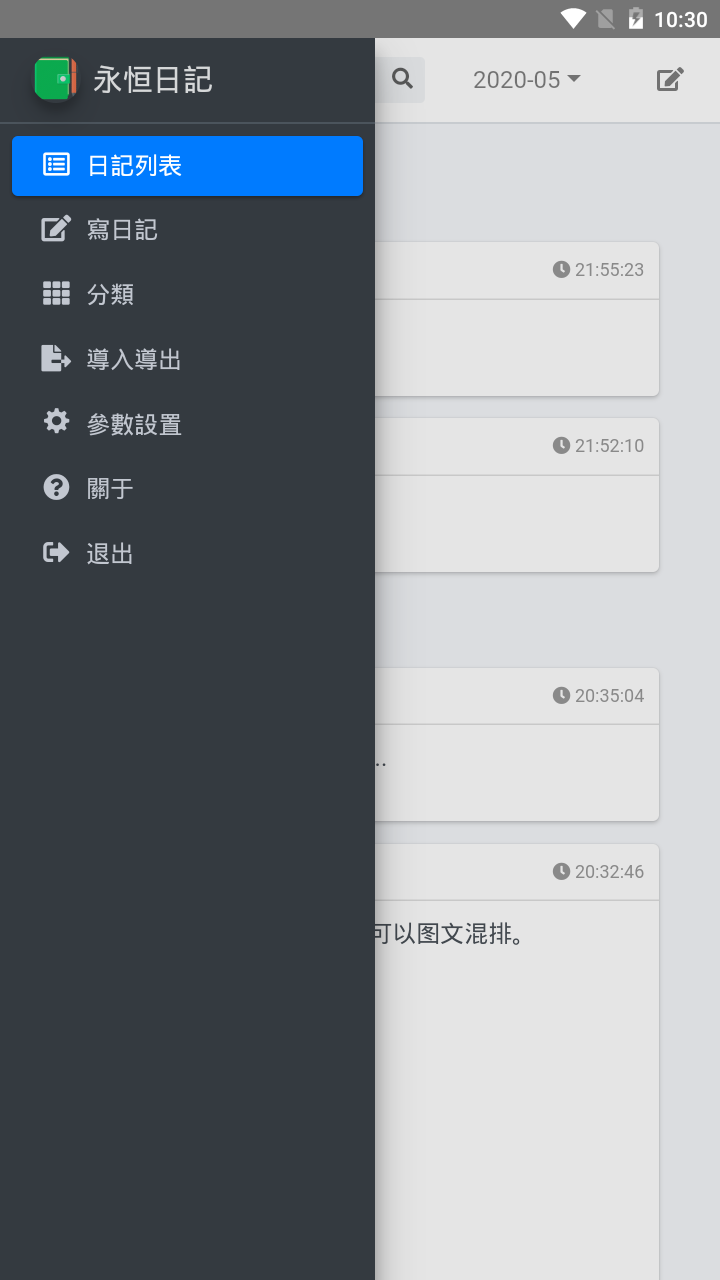 10:30
永恒日記
2020-05
日記列表
寫日記
分類
導入導出
參數設置
關于
退出
21:55:23
21:52:10
20:35:04
..
20:32:46
可以图文混排。